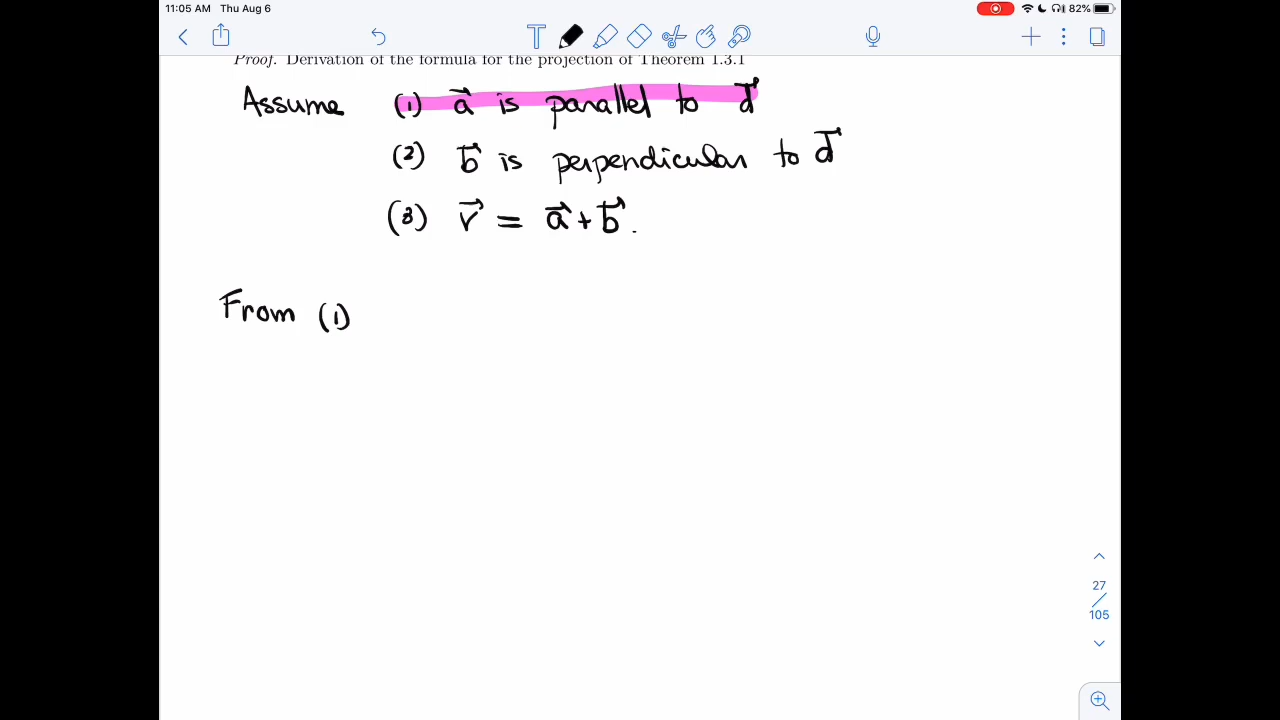 11:05 AM Thu Aug 6 82%
T
Proof. Derivation of the formula for the projection of Theorem 1.3.1
Assume (1) a⃗ is parallel to d⃗
(2) b⃗ is perpendicular to d⃗
(3) r⃗ = a⃗ + b⃗.
From (1)
27
105